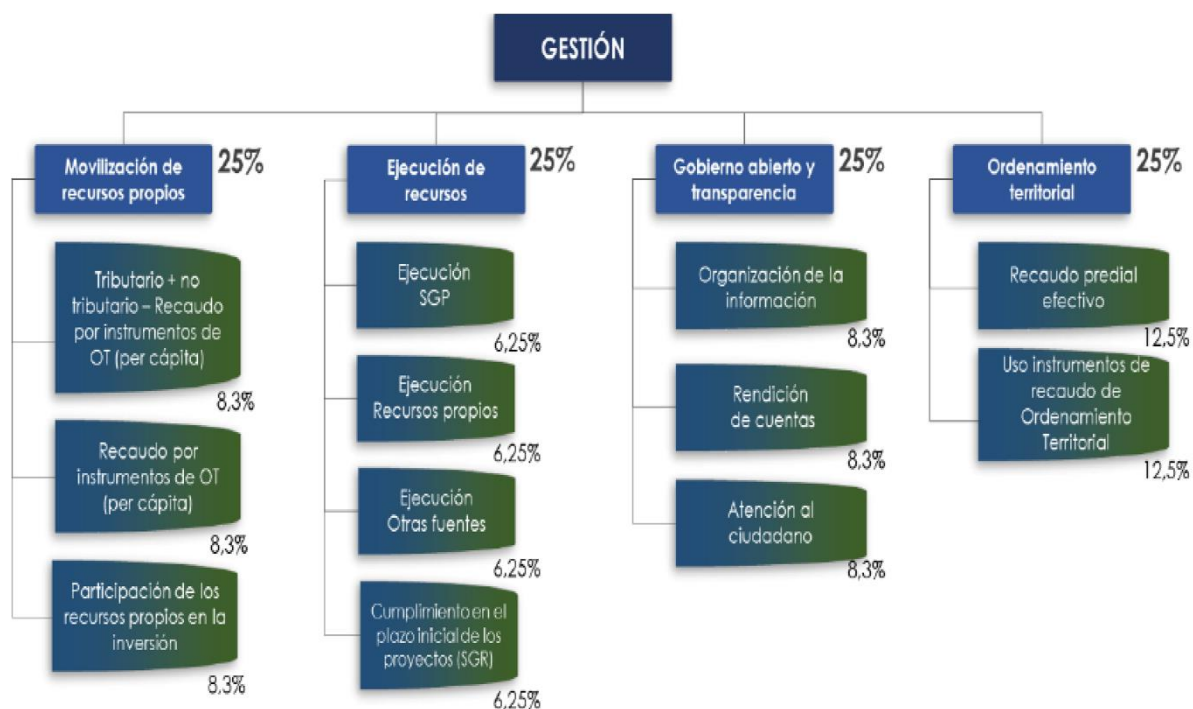 GESTIÓN
Movilización de
recursos propios
25%
Tributario + no
tributario – Recaudo
por instrumentos de
OT (per cápita)
8,3%
Recaudo por
instrumentos de OT
(per cápita)
8,3%
Participación de los
recursos propios en la
inversión
8,3%
Ejecución de
recursos
25%
Ejecución
SGP
6,25%
Ejecución
Recursos propios
6,25%
Ejecución
Otras fuentes
6,25%
Cumplimiento en el
plazo inicial de los
proyectos (SGR)
6,25%
Gobierno abierto y
transparencia
25%
Organización de la
información
8,3%
Rendición
de cuentas
8,3%
Atención al
ciudadano
8,3%
Ordenamiento
territorial
25%
Recaudo predial
efectivo
12,5%
Uso instrumentos de
recaudo de
Ordenamiento
Territorial
12,5%